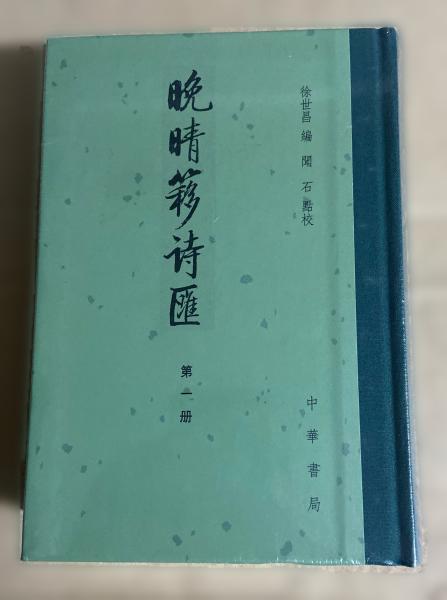 徐世昌 編 聞 石 點校
晚晴簃诗匯
第一册
中華書局